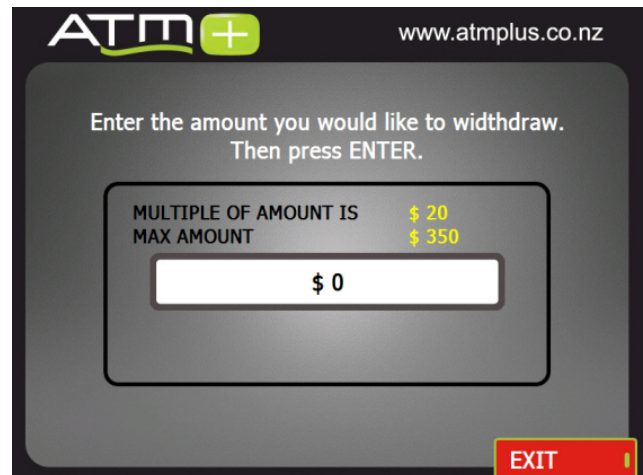 ATM+ www.atmplus.co.nz
Enter the amount you would like to widthdraw.
Then press ENTER.
MULTIPLE OF AMOUNT IS $ 20
MAX AMOUNT $ 350
$ 0
EXIT